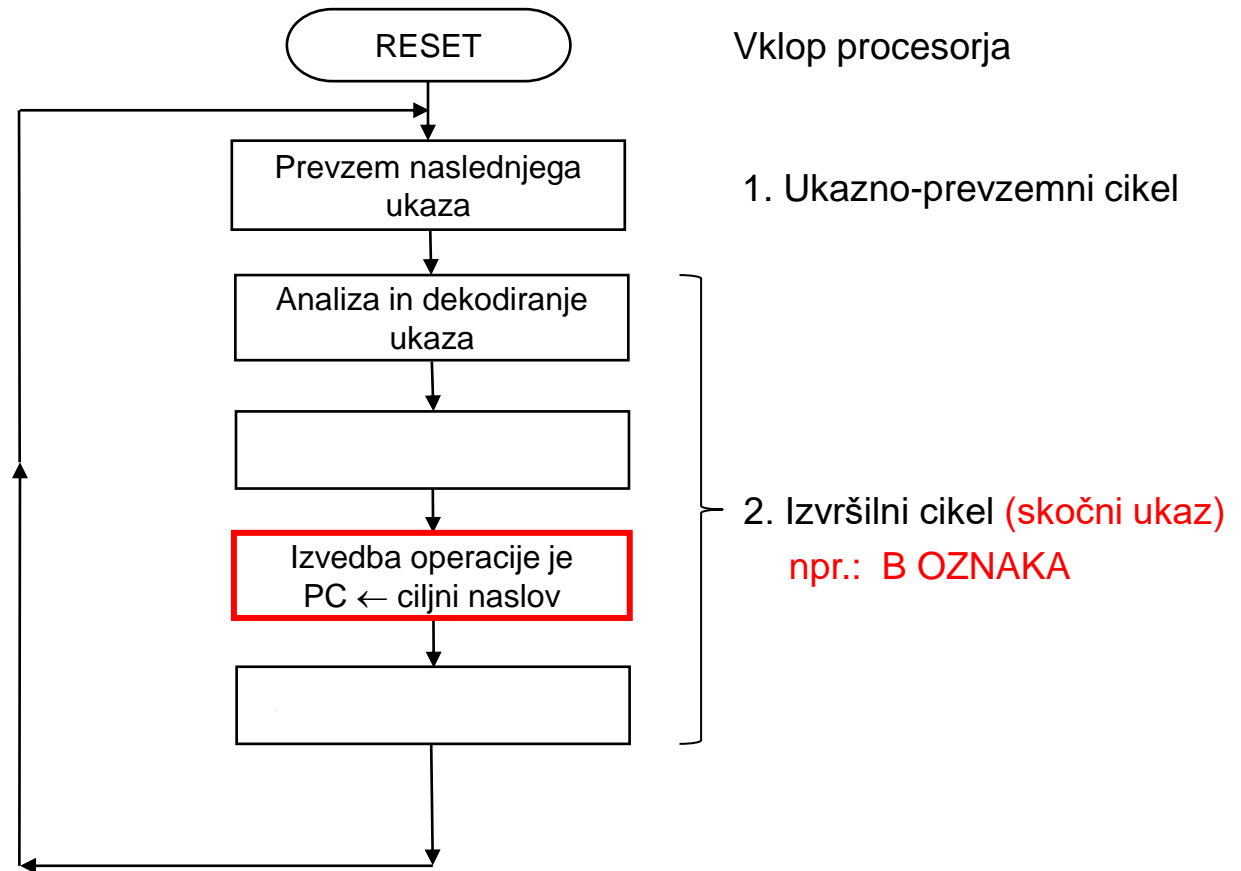 RESET
Vklop procesorja
Prevzem naslednjega
ukaza
1. Ukazno-prevzemni cikel
Analiza in dekodiranje
ukaza
2. Izvršilni cikel (skočni ukaz)
npr.: B OZNAKA
Izvedba operacije je
PC ← ciljni naslov